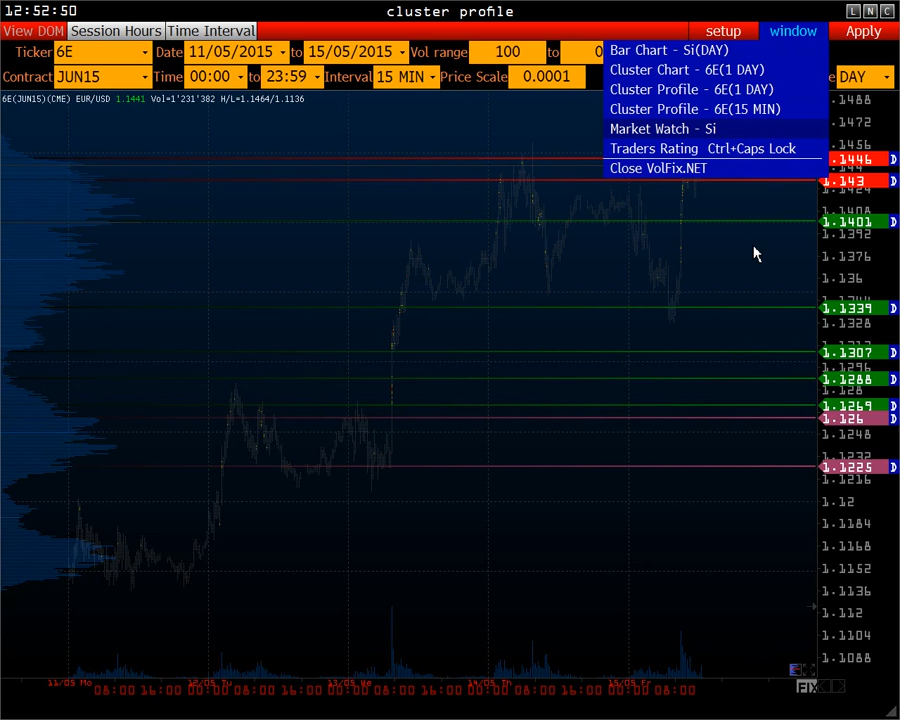 12:52:50 cluster profile L N C
View DOM Session Hours Time Interval setup window Apply
Ticker 6E Date 11/05/2015 to 15/05/2015 Vol range 100 to 0
Contract JUN15 Time 00:00 to 23:59 Interval 15 MIN Price Scale 0.0001 DAY
Bar Chart - Si(DAY)
Cluster Chart - 6E(1 DAY)
Cluster Profile - 6E(1 DAY)
Cluster Profile - 6E(15 MIN)
Market Watch - Si
Traders Rating Ctrl+Caps Lock
Close VolFix.NET
6E(JUN15)(CME) EUR/USD 1.1441 Vol=1'231'382 H/L=1.1464/1.1136
1.1488
1.1472
1.1456
1.1446 D
1.143 D
1.1424
1.1408
1.1401 D
1.1392
1.1376
1.136
1.1339 D
1.1328
1.1307 D
1.1296
1.1288 D
1.128
1.1269 D
1.126 D
1.1248
1.1232
1.1225 D
1.1216
1.12
1.1184
1.1168
1.1152
1.1136
1.112
1.1104
1.1088
11/05 Mo 12/05 Tu 13/05 We 14/05 Th 15/05 Fr
08:00 16:00 00:00 08:00 16:00 00:00 08:00 16:00 00:00 08:00 16:00 00:00 08:00
FIX